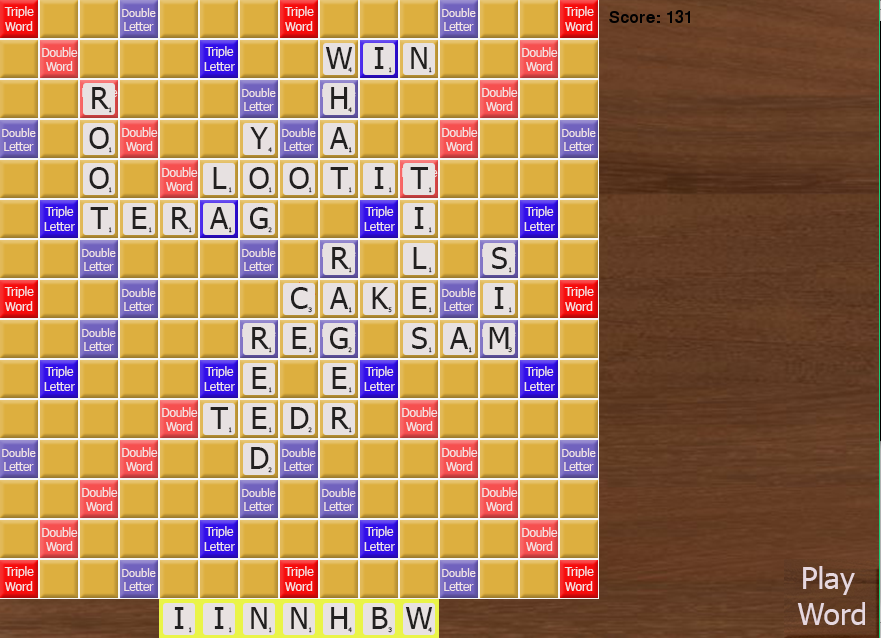 Triple Word Double Letter Triple Word Double Letter Triple Word Score: 131
Double Word Triple Letter W I N Double Word
R Double Letter H Double Word
Double Letter O Double Word Y Double Letter A Double Word Double Letter
O Double Word L O O T I T
Triple Letter T E R A G Triple Letter I Triple Letter
Double Letter Double Letter R L S
Triple Word Double Letter C A K E Double Letter I Triple Word
Double Letter R E G S A M
Triple Letter Triple Letter E E Triple Letter Triple Letter
Double Word T E D R Double Word
Double Letter Double Word D Double Letter Double Word Double Letter
Double Word Double Letter Double Letter Double Word
Double Word Triple Letter Triple Letter Double Word
Triple Word Double Letter Triple Word Double Letter Triple Word
I I N N H B W
Play
Word